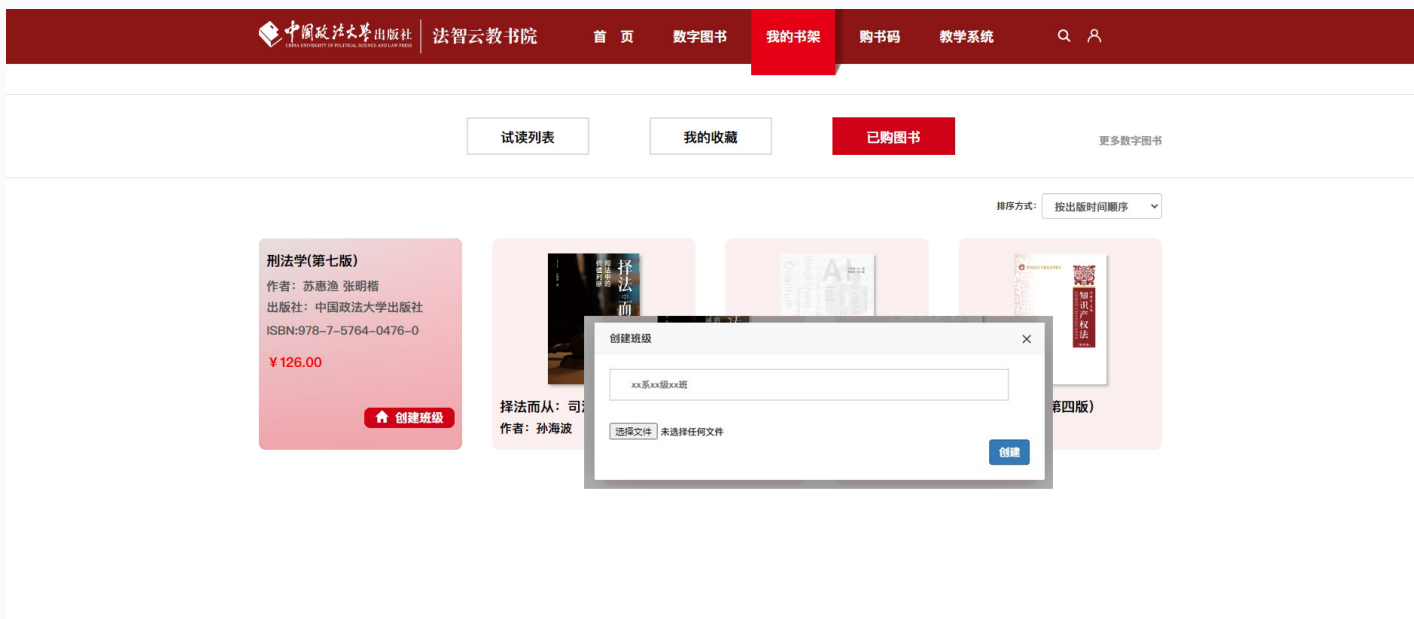 中国政法大学出版社 法智云教书院 首 页 数字图书 我的书架 购书码 教学系统
CHINA UNIVERSITY OF POLITICAL SCIENCE AND LAW PRESS
试读列表 我的收藏 已购图书 更多数字图书
排序方式: 按出版时间顺序
刑法学(第七版)
作者: 苏惠渔 张明楷
出版社: 中国政法大学出版社
ISBN:978-7-5764-0476-0
¥126.00
创建班级
择法而
司法中的
价值判断
择法而从: 司
作者: 孙海波
AI
知识产权法
第四版)
创建班级
xx系xx级xx班
选择文件 未选择任何文件
创建